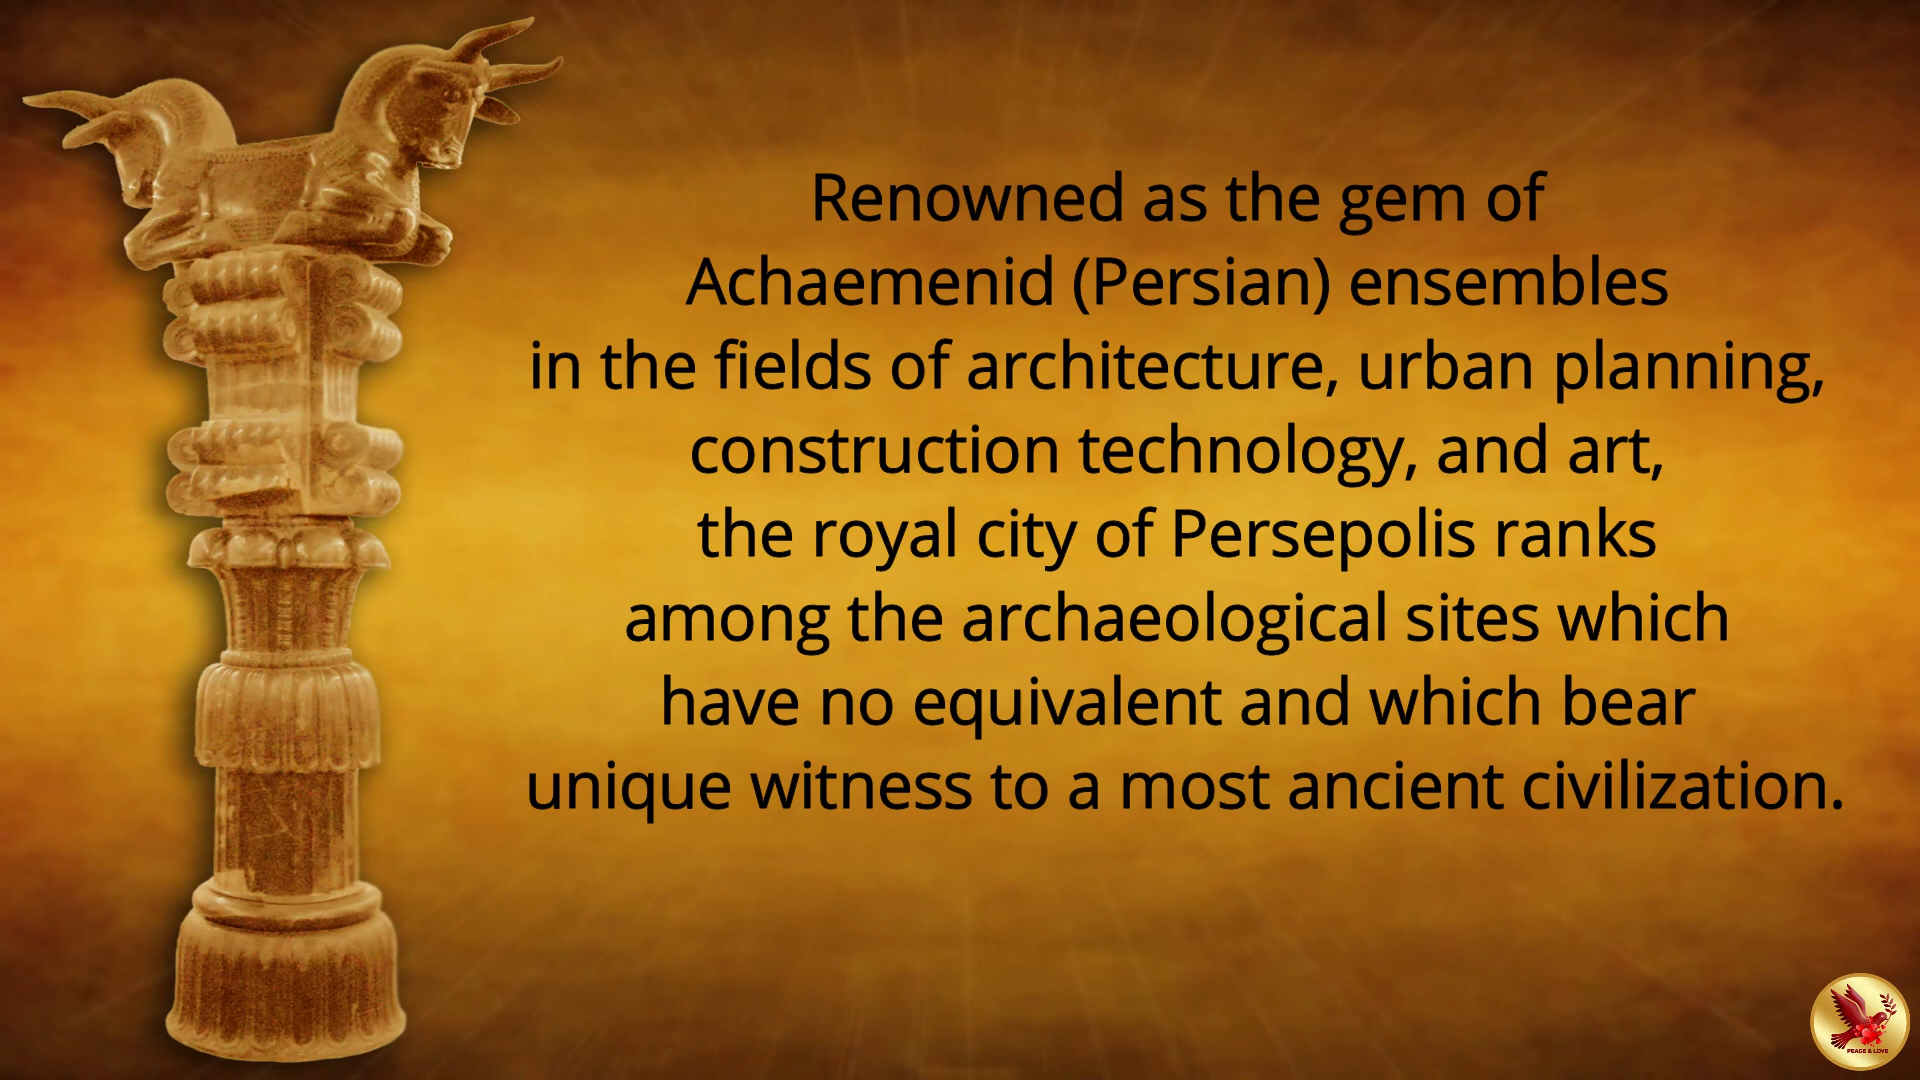 Renowned as the gem of
Achaemenid (Persian) ensembles
in the fields of architecture, urban planning,
construction technology, and art,
the royal city of Persepolis ranks
among the archaeological sites which
have no equivalent and which bear
unique witness to a most ancient civilization.
PEACE & LOVE